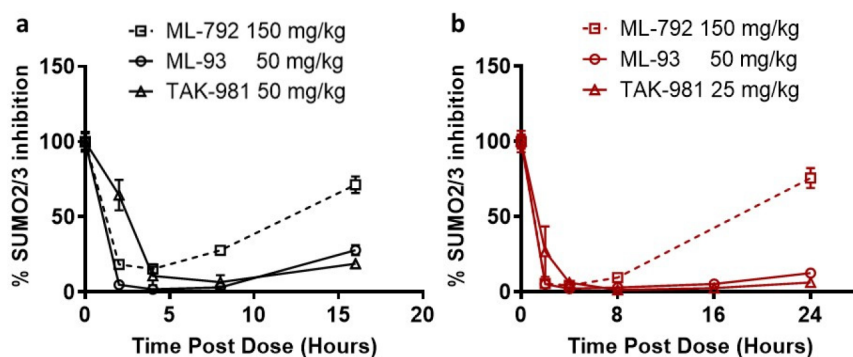 a
ML-792 150 mg/kg
ML-93 50 mg/kg
TAK-981 50 mg/kg
% SUMO2/3 inhibition
150
100
50
0
0 5 10 15 20
Time Post Dose (Hours)
b
ML-792 150 mg/kg
ML-93 50 mg/kg
TAK-981 25 mg/kg
% SUMO2/3 inhibition
150
100
50
0
0 8 16 24
Time Post Dose (Hours)